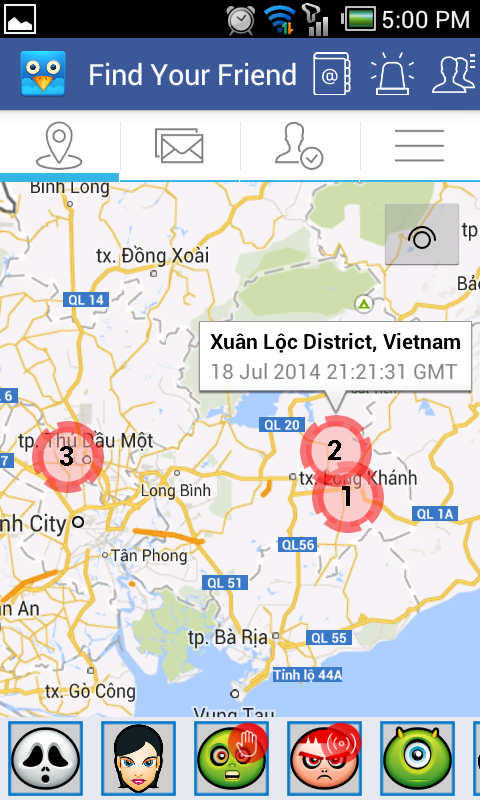 5:00 PM
Find Your Friend
@
Bình Long
tp
tx. Đồng Xoài
QL 14
Xuân Lộc District, Vietnam
18 Jul 2014 21:21:31 GMT
6
QL 20
tp. Thủ Dầu Một
2
3
7
tx. Long Khánh
Long Bình
1
QL 1A
nh City
QL56
Tân Phong
QL 51
an An
tp. Bà Rịa
QL 55
Tỉnh lộ 44A
tx. Gò Công
Vung Tau